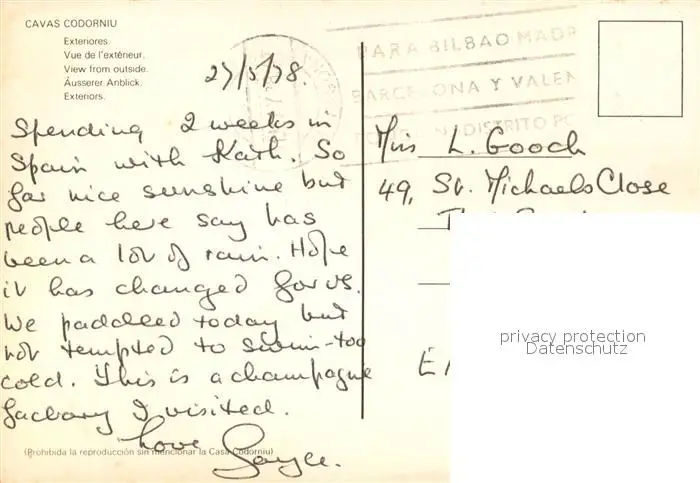 CAVAS CODORNIU
Exteriores.
Vue de l'extérieur.
View from outside.
Äusserer Anblick.
Exteriors.
27/5/78.
PARA BILBAO MADR
BARCELONA Y VALEN
DISTRITO PO
Spending 2 weeks in
Spain with Kath. So
far nice sunshine but
people here say has
been a lot of rain. Hope
it has changed for us.
We paddled today but
not tempted to swim-too
cold. This is a champagne
factory I visited.
Love Gayle.
Miss L. Gooch
49, St. Michaels Close
privacy protection
Datenschutz
(Prohibida la reproducción sin mencionar la Casa Codorniu)